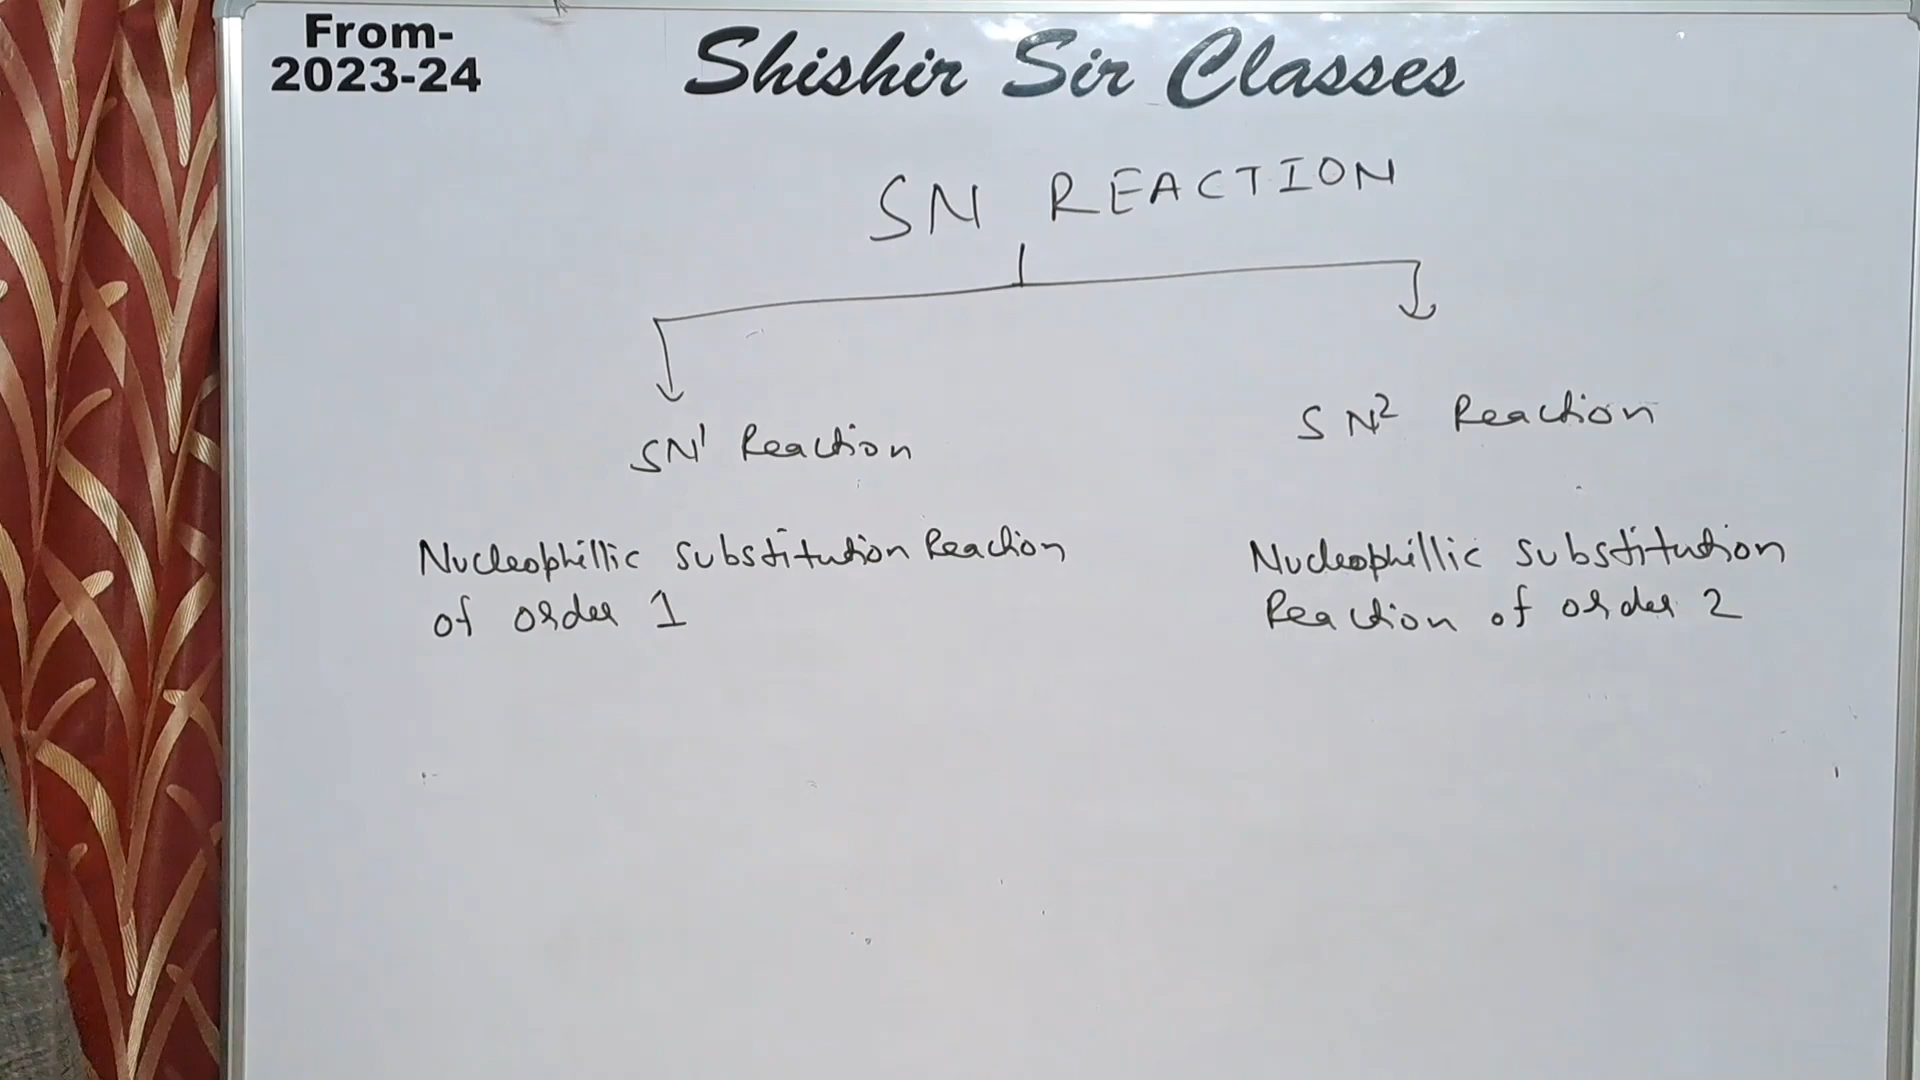 From-
2023-24
Shishir Sir Classes
SN REACTION
SN¹ Reaction
SN² Reaction
Nucleophillic substitution Reaction
of order 1
Nucleophillic substitution
Reaction of order 2